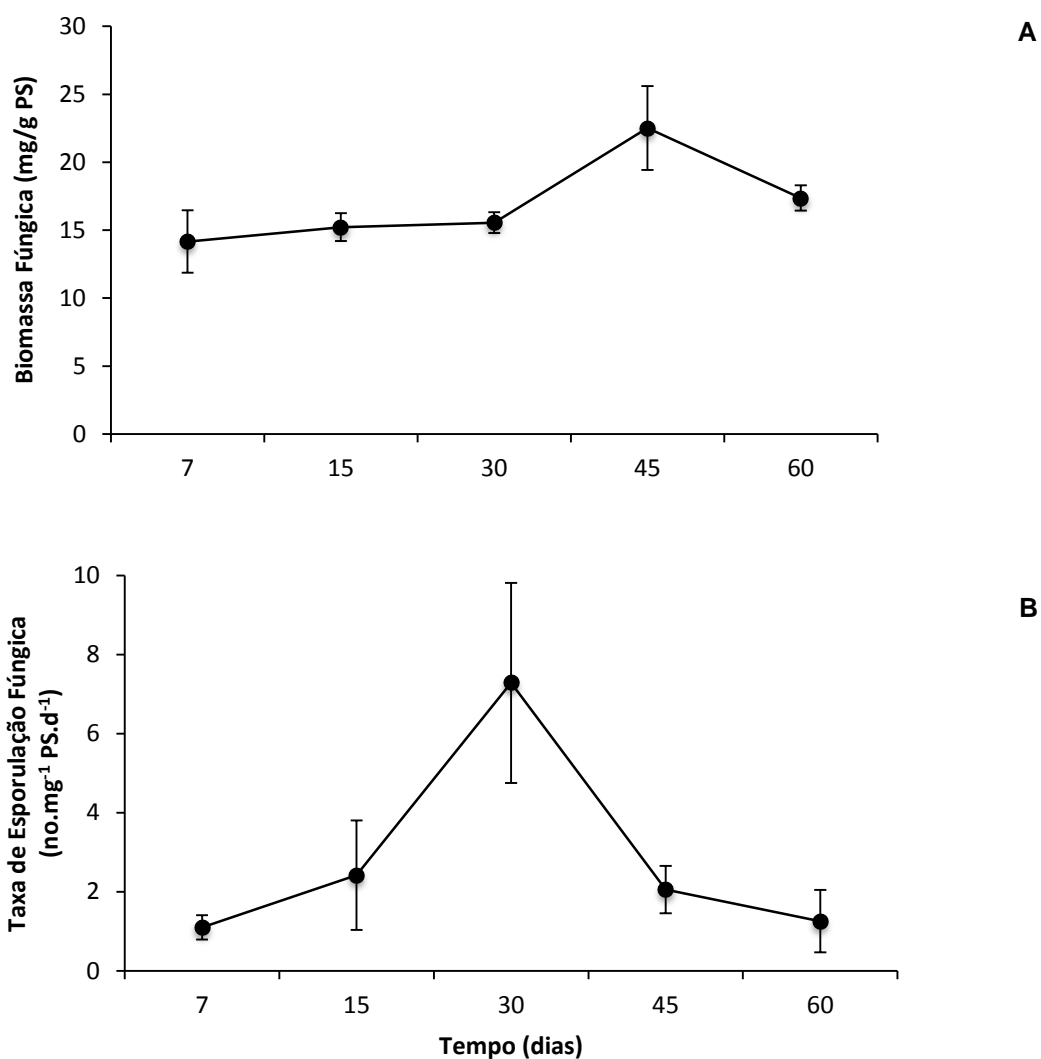 A
Biomassa Fúngica (mg/g PS)
30
25
20
15
10
5
0
7 15 30 45 60
B
Taxa de Esporulação Fúngica
(no.mg⁻¹ PS.d⁻¹)
10
8
6
4
2
0
7 15 30 45 60
Tempo (dias)